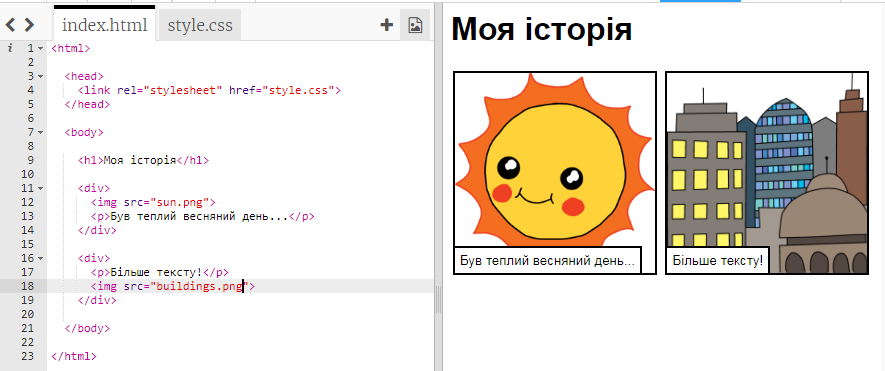 index.html style.css
Моя історія
1 <html>
2
3 <head>
4 <link rel="stylesheet" href="style.css">
5 </head>
6
7 <body>
8
9 <h1>Моя історія</h1>
10
11 <div>
12 <img src="sun.png">
13 <p>Був теплий весняний день...</p>
14 </div>
15
16 <div>
17 <p>Більше тексту!</p>
18 <img src="buildings.png">
19 </div>
20
21 </body>
22
23 </html>
Був теплий весняний день...
Більше тексту!